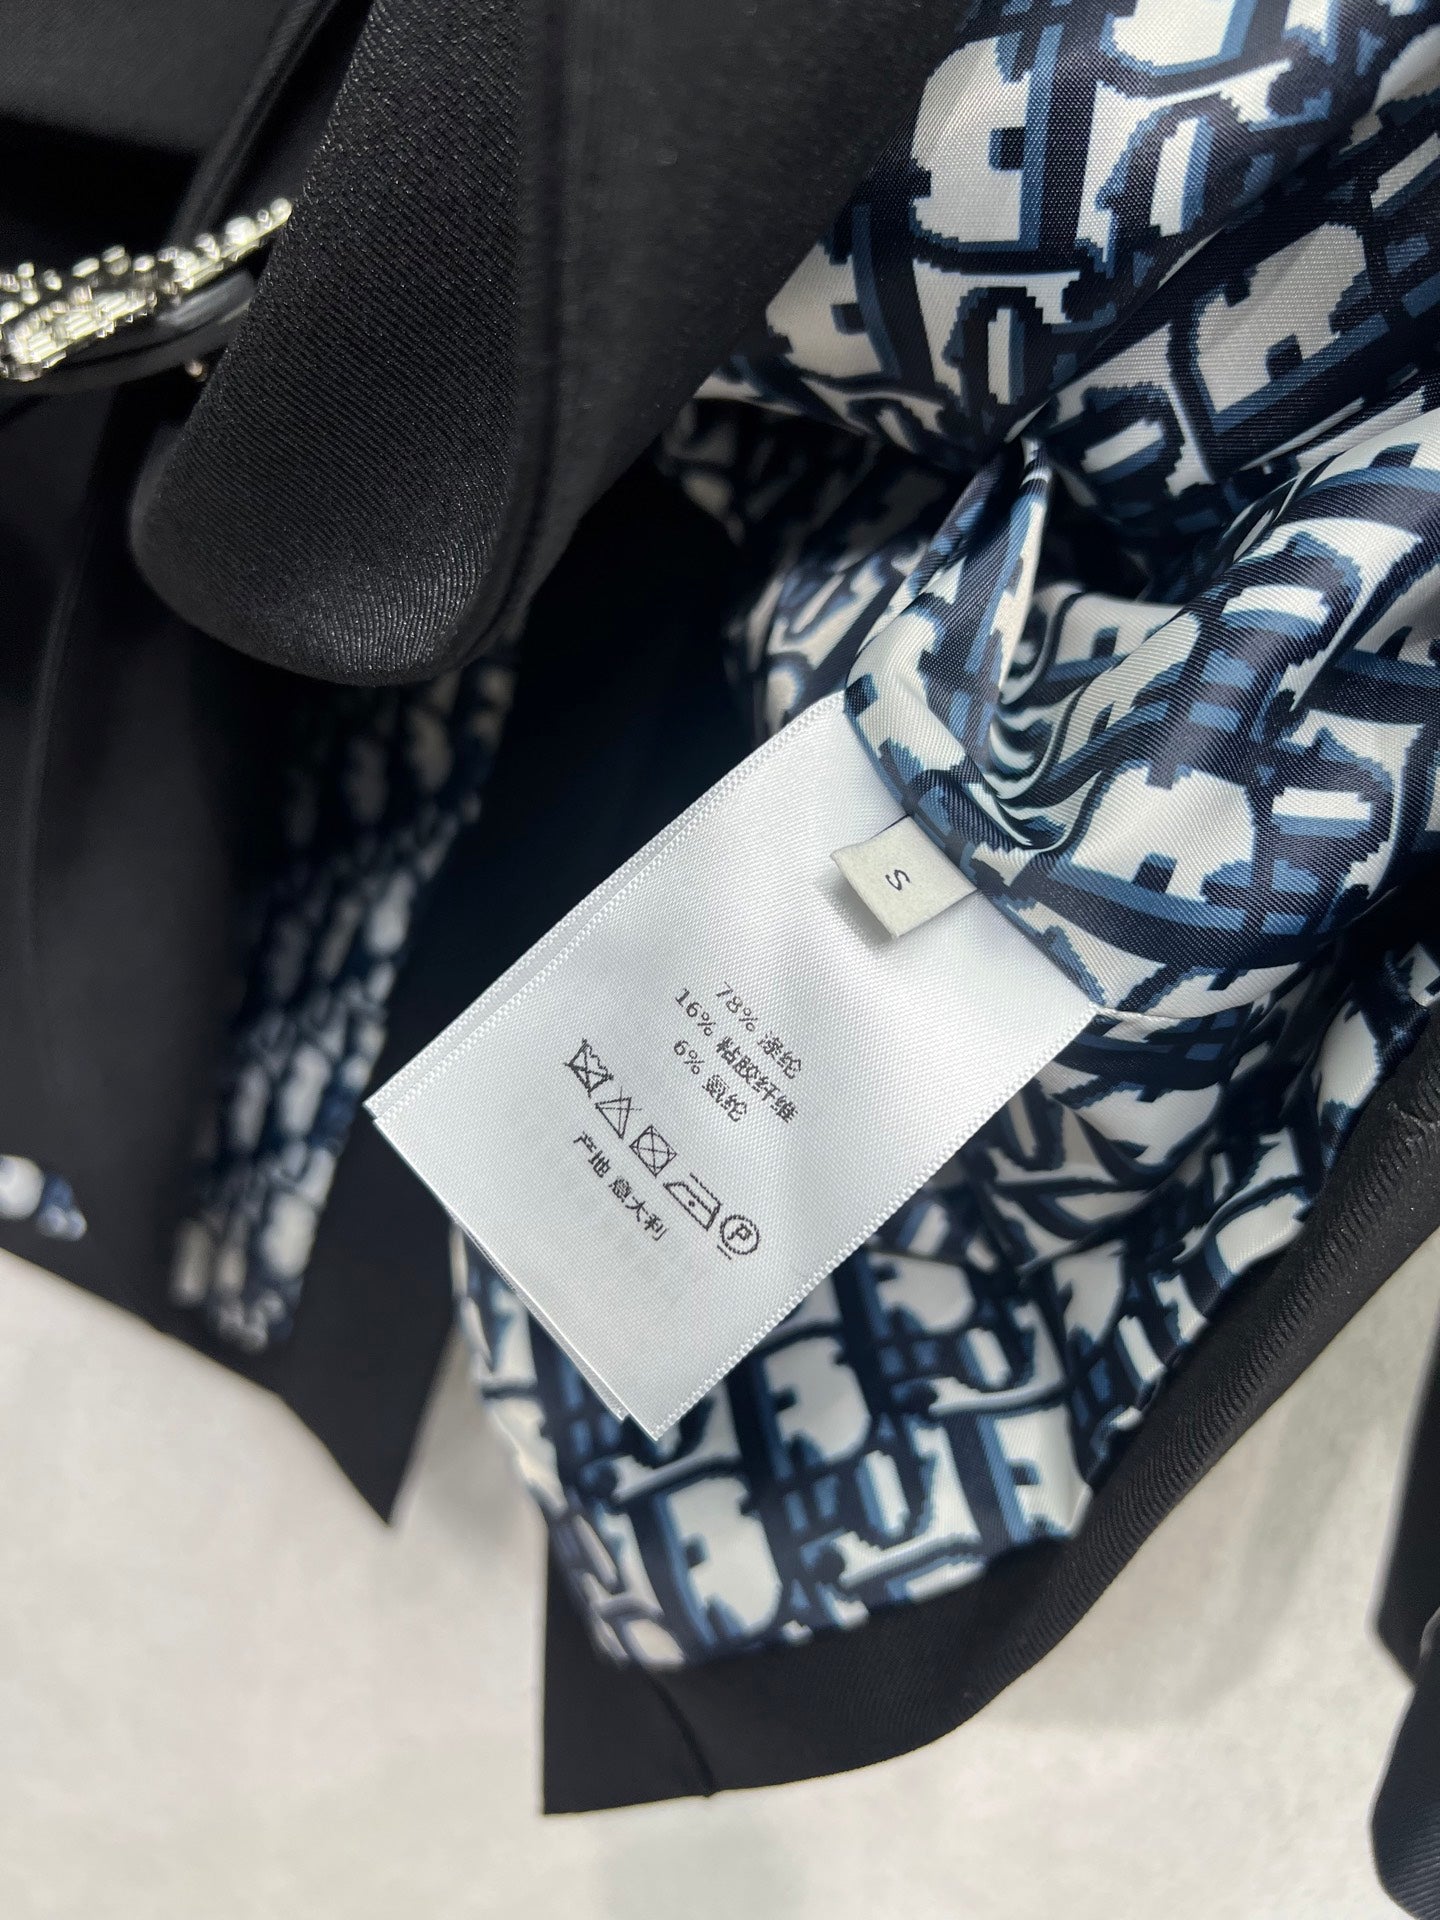 S
78% 涤纶
16% 粘胶纤维
6% 氨纶
P
产地 意大利